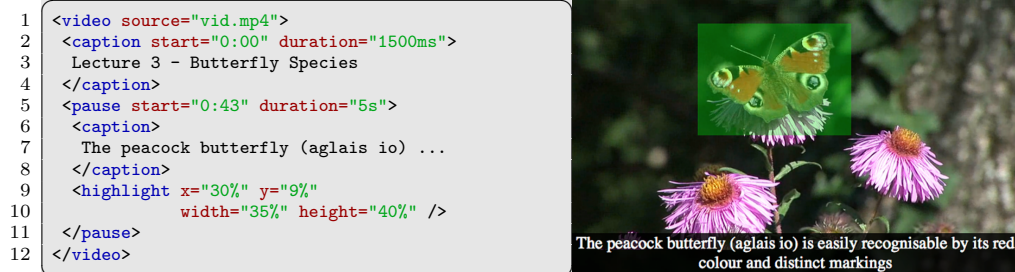 1 <video source="vid.mp4">
2 <caption start="0:00" duration="1500ms">
3 Lecture 3 - Butterfly Species
4 </caption>
5 <pause start="0:43" duration="5s">
6 <caption>
7 The peacock butterfly (aglais io) ...
8 </caption>
9 <highlight x="30%" y="9%"
10 width="35%" height="40%" />
11 </pause>
12 </video>
The peacock butterfly (aglais io) is easily recognisable by its red
colour and distinct markings